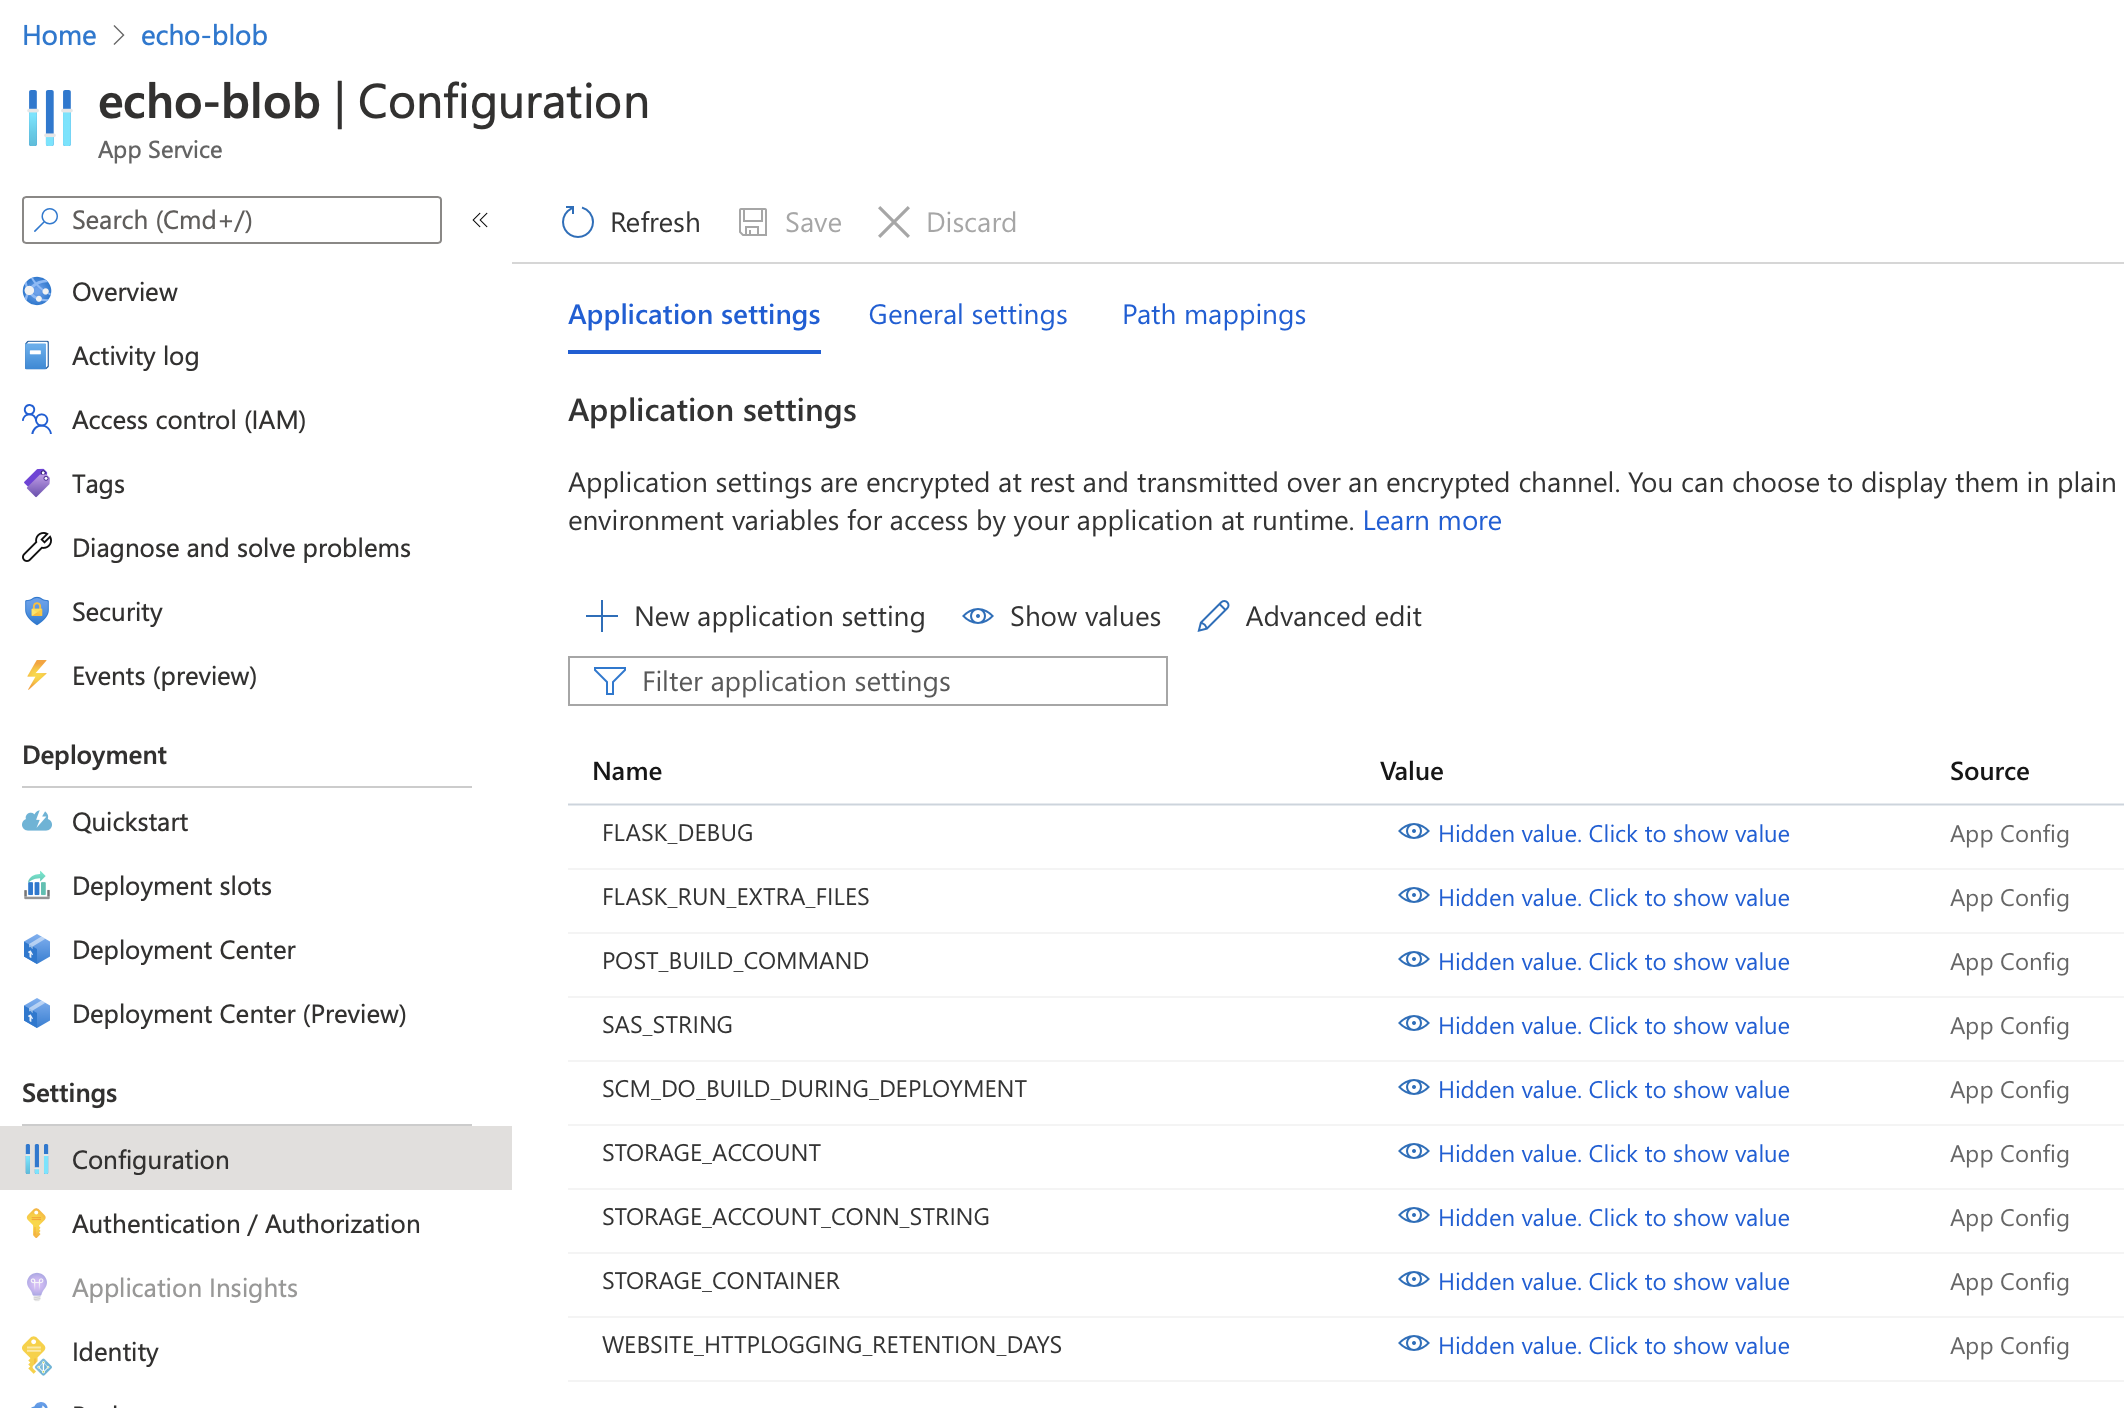 Home > echo-blob
echo-blob | Configuration
App Service
Search (Cmd+/)
«
Overview
Activity log
Access control (IAM)
Tags
Diagnose and solve problems
Security
Events (preview)
Deployment
Quickstart
Deployment slots
Deployment Center
Deployment Center (Preview)
Settings
Configuration
Authentication / Authorization
Application Insights
Identity
Refresh Save Discard
Application settings General settings Path mappings
Application settings
Application settings are encrypted at rest and transmitted over an encrypted channel. You can choose to display them in plain
environment variables for access by your application at runtime. Learn more
New application setting Show values Advanced edit
Filter application settings
Name Value Source
FLASK_DEBUG Hidden value. Click to show value App Config
FLASK_RUN_EXTRA_FILES Hidden value. Click to show value App Config
POST_BUILD_COMMAND Hidden value. Click to show value App Config
SAS_STRING Hidden value. Click to show value App Config
SCM_DO_BUILD_DURING_DEPLOYMENT Hidden value. Click to show value App Config
STORAGE_ACCOUNT Hidden value. Click to show value App Config
STORAGE_ACCOUNT_CONN_STRING Hidden value. Click to show value App Config
STORAGE_CONTAINER Hidden value. Click to show value App Config
WEBSITE_HTTPLOGGING_RETENTION_DAYS Hidden value. Click to show value App Config